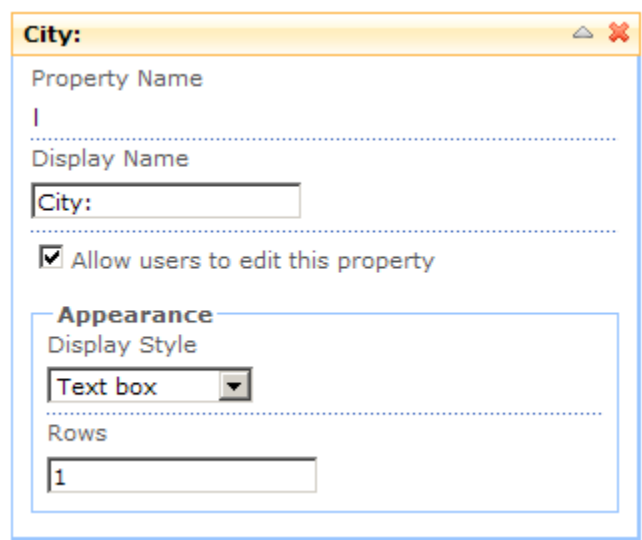 City:
Property Name
l
Display Name
City:
Allow users to edit this property
Appearance
Display Style
Text box
Rows
1